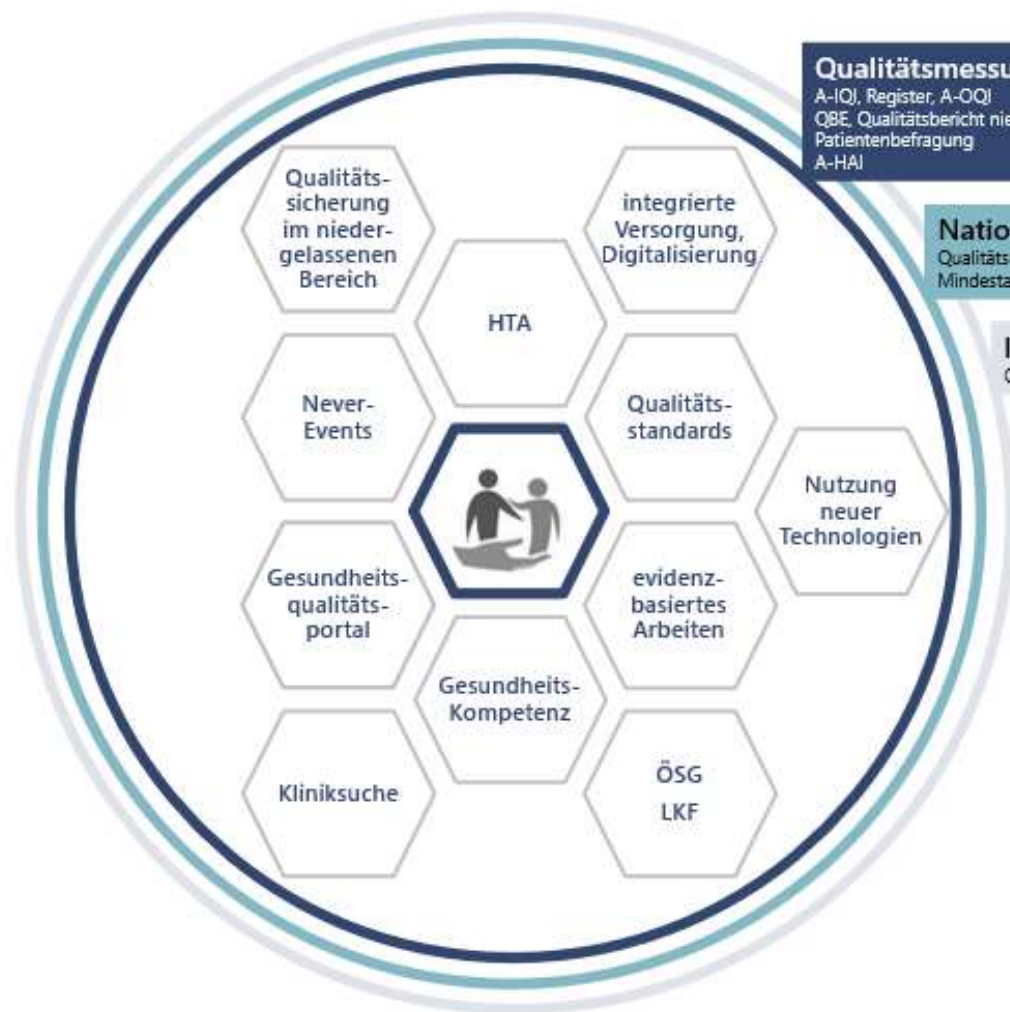 Qualitätsmessu
A-IQI, Register, A-OQI
QBE, Qualitätsbericht nie
Patientenbefragung
A-HAI
Natio
Qualitäts
Mindesta
Qualitäts-
sicherung
im nieder-
gelassenen
Bereich
integrierte
Versorgung,
Digitalisierung
HTA
Never-
Events
Qualitäts-
standards
Nutzung
neuer
Technologien
Gesundheits-
qualitäts-
portal
evidenz-
basiertes
Arbeiten
Gesundheits-
Kompetenz
Kliniksuche
ÖSG
LKF